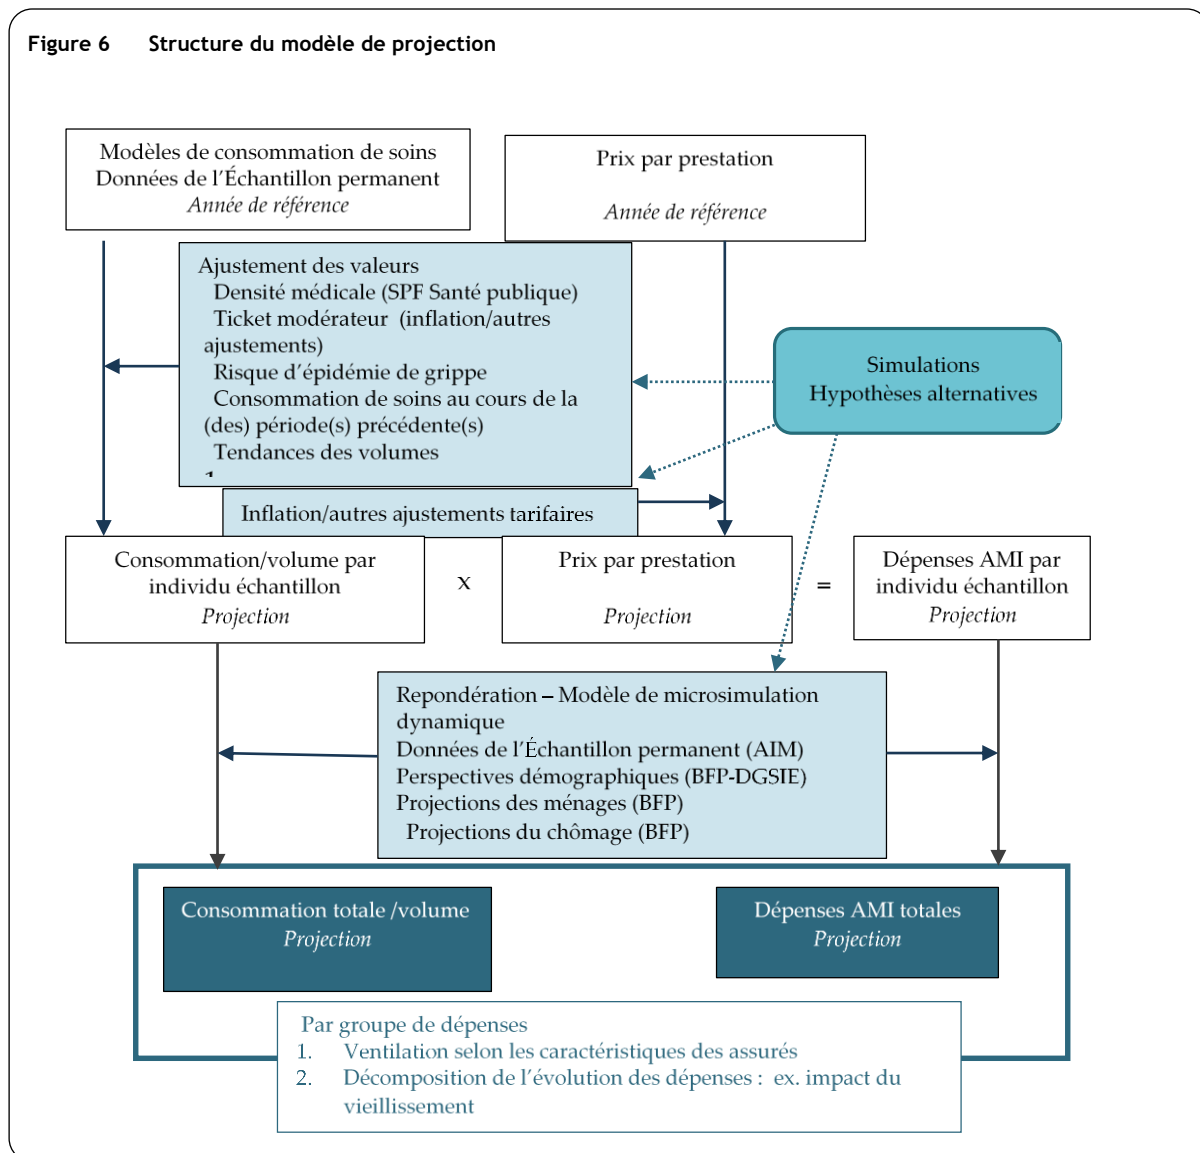 Figure 6 Structure du modèle de projection
Modèles de consommation de soins
Données de l'Échantillon permanent
Année de référence
Prix par prestation
Année de référence
Ajustement des valeurs
Densité médicale (SPF Santé publique)
Ticket modérateur (inflation/autres
ajustements)
Risque d'épidémie de grippe
Consommation de soins au cours de la
(des) période(s) précédente(s)
Tendances des volumes
Simulations
Hypothèses alternatives
Inflation/autres ajustements tarifaires
Consommation/volume par
individu échantillon
Projection
x
Prix par prestation
Projection
=
Dépenses AMI par
individu échantillon
Projection
Repondération – Modèle de microsimulation
dynamique
Données de l'Échantillon permanent (AIM)
Perspectives démographiques (BFP-DGSIE)
Projections des ménages (BFP)
Projections du chômage (BFP)
Consommation totale /volume
Projection
Dépenses AMI totales
Projection
Par groupe de dépenses
1. Ventilation selon les caractéristiques des assurés
2. Décomposition de l'évolution des dépenses : ex. impact du
vieillissement